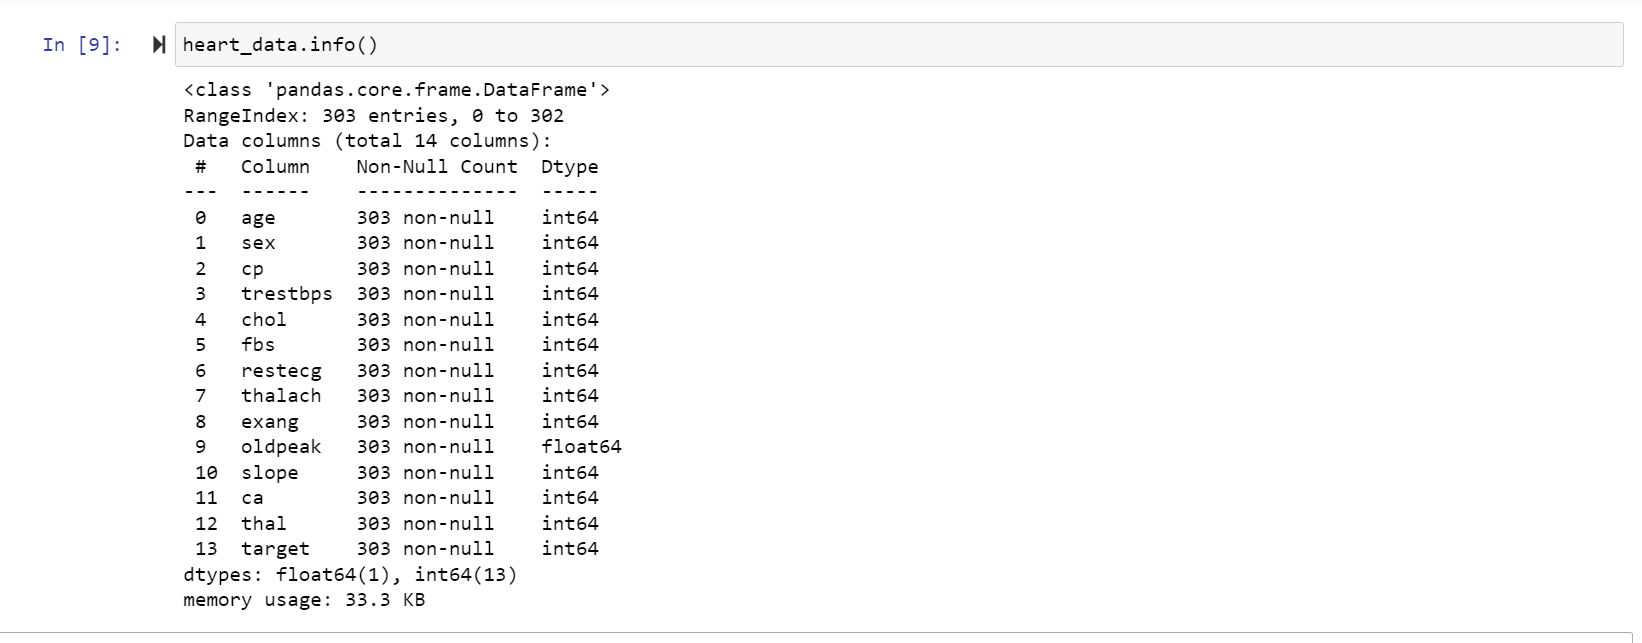 In [9]: heart_data.info()
<class 'pandas.core.frame.DataFrame'>
RangeIndex: 303 entries, 0 to 302
Data columns (total 14 columns):
 #   Column    Non-Null Count  Dtype
---  ------    --------------  -----
 0   age       303 non-null    int64
 1   sex       303 non-null    int64
 2   cp        303 non-null    int64
 3   trestbps  303 non-null    int64
 4   chol      303 non-null    int64
 5   fbs       303 non-null    int64
 6   restecg   303 non-null    int64
 7   thalach   303 non-null    int64
 8   exang     303 non-null    int64
 9   oldpeak   303 non-null    float64
 10  slope     303 non-null    int64
 11  ca        303 non-null    int64
 12  thal      303 non-null    int64
 13  target    303 non-null    int64
dtypes: float64(1), int64(13)
memory usage: 33.3 KB